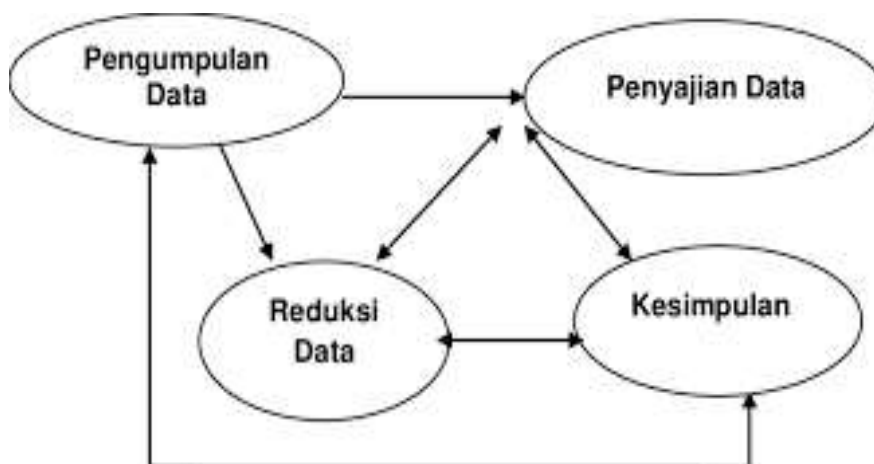 Pengumpulan
Data
Penyajian Data
Reduksi
Data
Kesimpulan